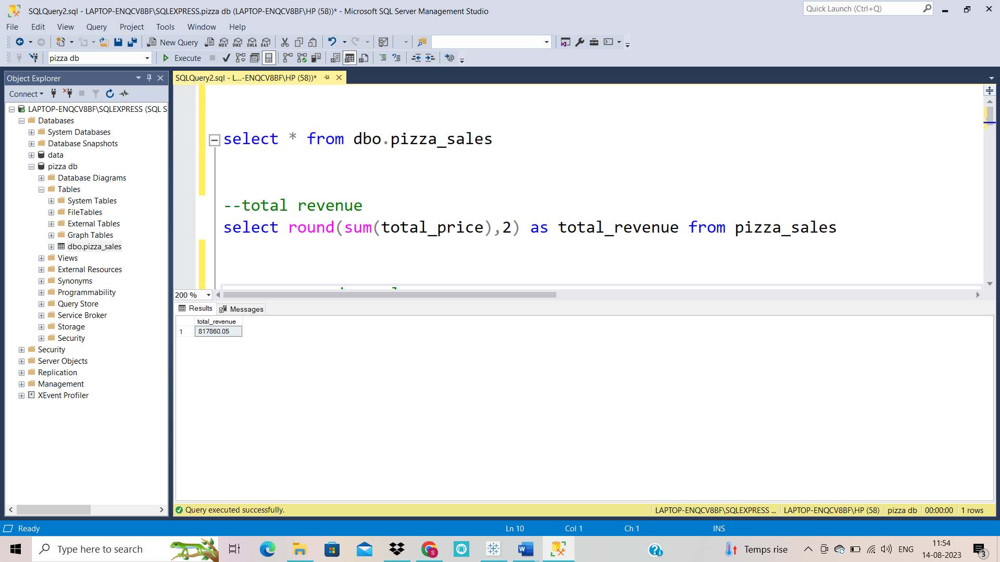 SQLQuery2.sql - LAPTOP-ENQCV8BF\SQLEXPRESS.pizza db (LAPTOP-ENQCV8BF\HP (58))* - Microsoft SQL Server Management Studio
Quick Launch (Ctrl+Q)
File Edit View Query Project Tools Window Help
New Query MDX DMX XMLA DAX
pizza db Execute
Object Explorer
SQLQuery2.sql - L...-ENQCV8BF\HP (58))*
Connect
LAPTOP-ENQCV8BF\SQLEXPRESS (SQL S
Databases
System Databases
Database Snapshots
data
pizza db
Database Diagrams
Tables
System Tables
FileTables
External Tables
Graph Tables
dbo.pizza_sales
Views
External Resources
Synonyms
Programmability
Query Store
Service Broker
Storage
Security
Security
Server Objects
Replication
Management
XEvent Profiler
select * from dbo.pizza_sales
--total revenue
select round(sum(total_price),2) as total_revenue from pizza_sales
200 %
Results Messages
total_revenue
1 817860.05
Query executed successfully.
LAPTOP-ENQCV8BF\SQLEXPRESS ... LAPTOP-ENQCV8BF\HP (58) pizza db 00:00:00 1 rows
Ready Ln 10 Col 1 Ch 1 INS
Type here to search
Temps rise
ENG
11:54
14-08-2023
3